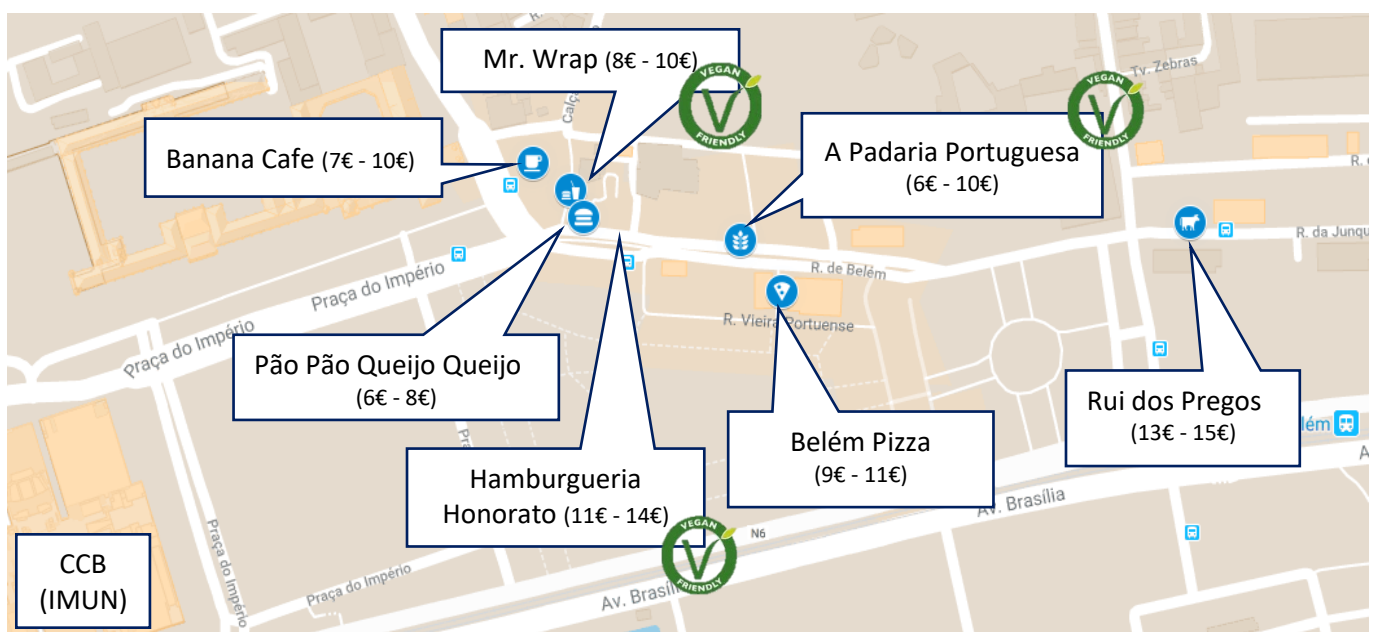 Mr. Wrap (8€ - 10€)
VEGAN
FRIENDLY
VEGAN
FRIENDLY
Tv. Zebras
Banana Cafe (7€ - 10€)
A Padaria Portuguesa
(6€ - 10€)
R. da Junqu
Praça do Império
R. de Belém
Praça do Império
R. Vieira Portuense
Pão Pão Queijo Queijo
(6€ - 8€)
Rui dos Pregos
(13€ - 15€)
lém
Belém Pizza
(9€ - 11€)
Hamburgueria
Honorato (11€ - 14€)
Av. Brasília
VEGAN
FRIENDLY
N6
Praça do Império
CCB
(IMUN)
Praça do Império
Av. Brasíl